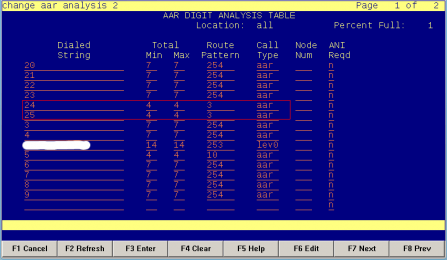 change aar analysis 2 Page 1 of 2
AAR DIGIT ANALYSIS TABLE
Location: all Percent Full: 1
Dialed Total Route Call Node ANI
String Min Max Pattern Type Num Reqd
20 7 7 254 aar n
21 7 7 254 aar n
22 7 7 254 aar n
23 7 7 254 aar n
24 4 4 3 aar n
25 4 4 3 aar n
3 7 7 254 aar n
4 7 7 254 aar n
14 14 253 lev0 n
5 4 4 10 aar n
6 7 7 254 aar n
7 7 7 254 aar n
8 7 7 254 aar n
9 7 7 254 aar n
n
F1 Cancel F2 Refresh F3 Enter F4 Clear F5 Help F6 Edit F7 Next F8 Prev